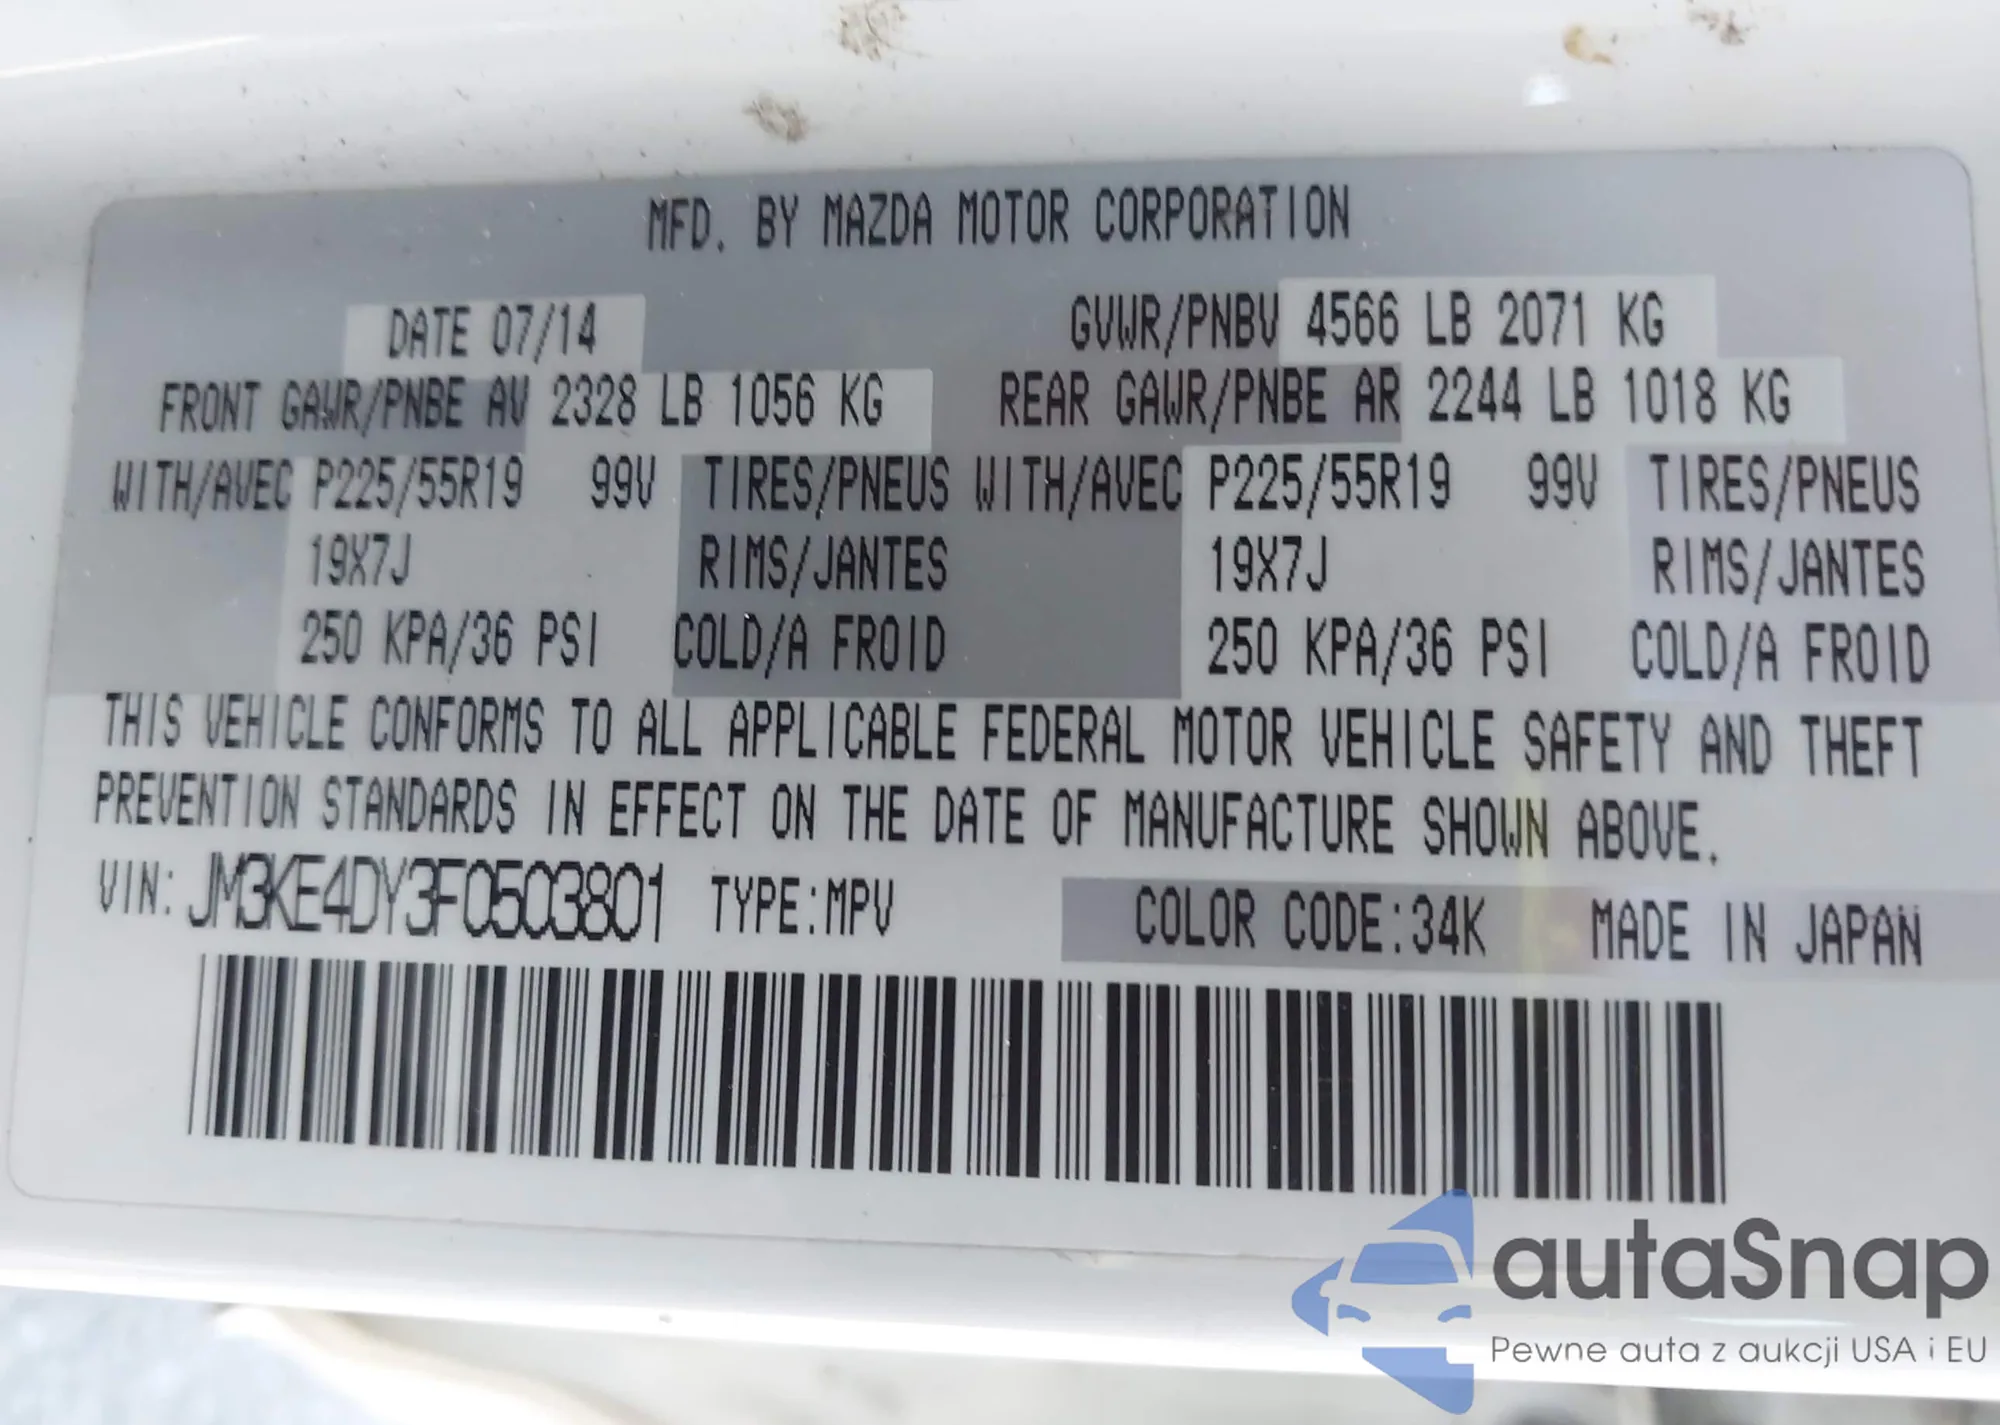 MFD. BY MAZDA MOTOR CORPORATION
DATE 07/14 GVWR/PNBV 4566 LB 2071 KG
FRONT GAWR/PNBE AV 2328 LB 1056 KG REAR GAWR/PNBE AR 2244 LB 1018 KG
WITH/AVEC P225/55R19 99V TIRES/PNEUS WITH/AVEC P225/55R19 99V TIRES/PNEUS
19X7J RIMS/JANTES 19X7J RIMS/JANTES
250 KPA/36 PSI COLD/A FROID 250 KPA/36 PSI COLD/A FROID
THIS VEHICLE CONFORMS TO ALL APPLICABLE FEDERAL MOTOR VEHICLE SAFETY AND THEFT
PREVENTION STANDARDS IN EFFECT ON THE DATE OF MANUFACTURE SHOWN ABOVE.
VIN: JM3KE4DY3F0503801 TYPE:MPV COLOR CODE:34K MADE IN JAPAN
autaSnap
Pewne auta z aukcji USA i EU